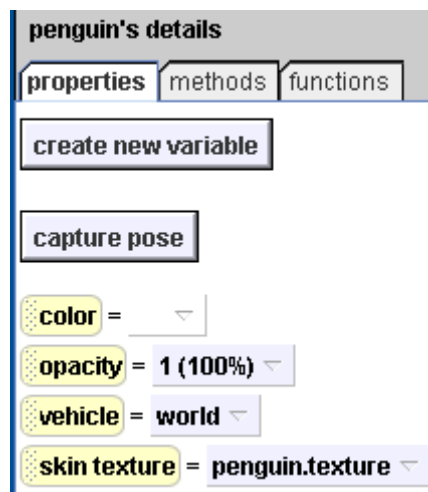 penguin's details
properties methods functions
create new variable
capture pose
color =
opacity = 1 (100%)
vehicle = world
skin texture = penguin.texture